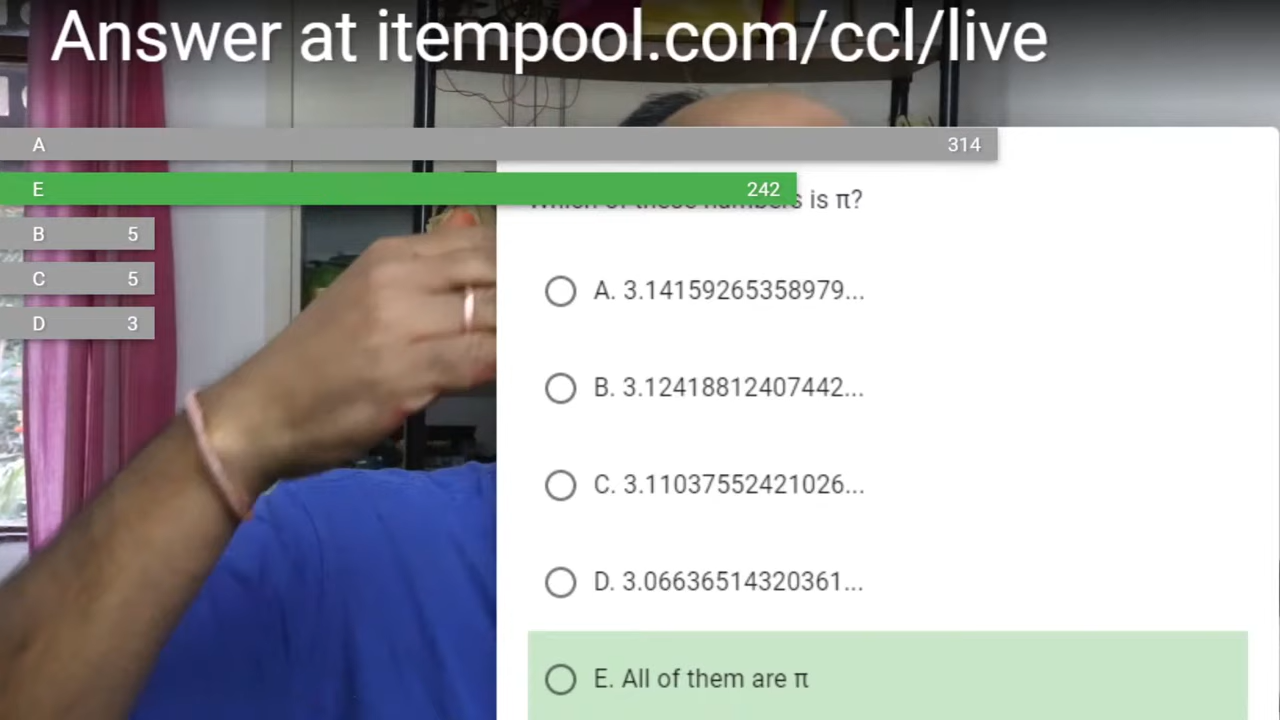 Answer at itempool.com/ccl/live
A 314
E 242
B 5
C 5
D 3
is π?
A. 3.14159265358979...
B. 3.12418812407442...
C. 3.11037552421026...
D. 3.06636514320361...
E. All of them are π